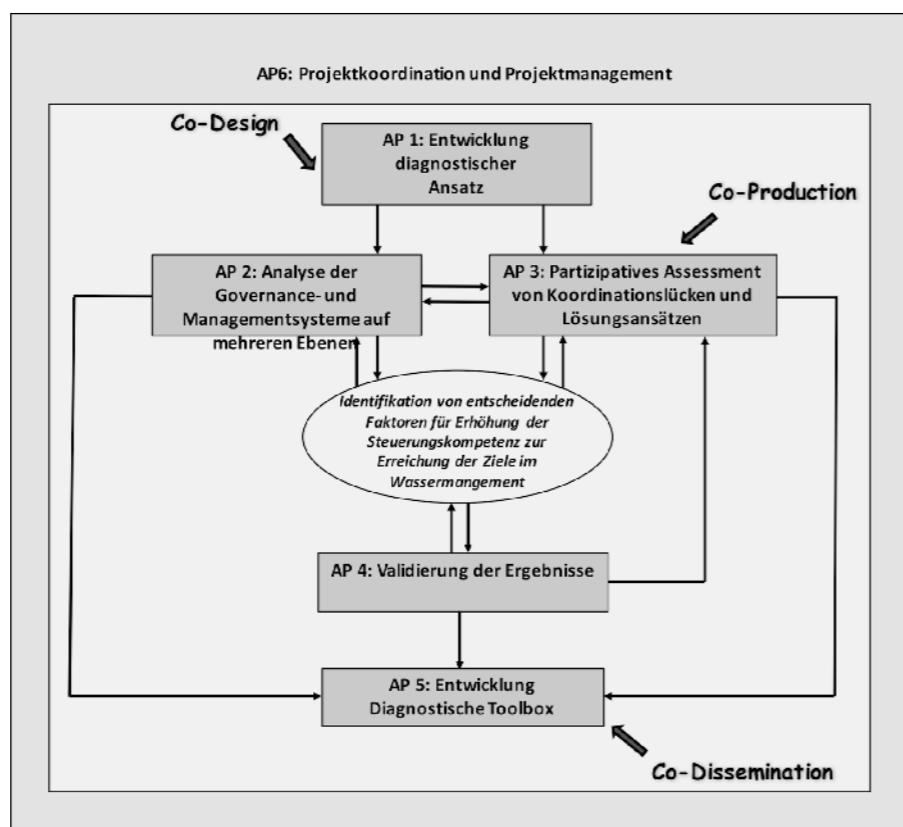 AP6: Projektkoordination und Projektmanagement
Co-Design
AP 1: Entwicklung
diagnostischer
Ansatz
Co-Production
AP 2: Analyse der
Governance- und
Managementsysteme auf
mehreren Ebenen
AP 3: Partizipatives Assessment
von Koordinationslücken und
Lösungsansätzen
Identifikation von entscheidenden
Faktoren für Erhöhung der
Steuerungskompetenz zur
Erreichung der Ziele im
Wassermangement
AP 4: Validierung der Ergebnisse
AP 5: Entwicklung
Diagnostische Toolbox
Co-Dissemination